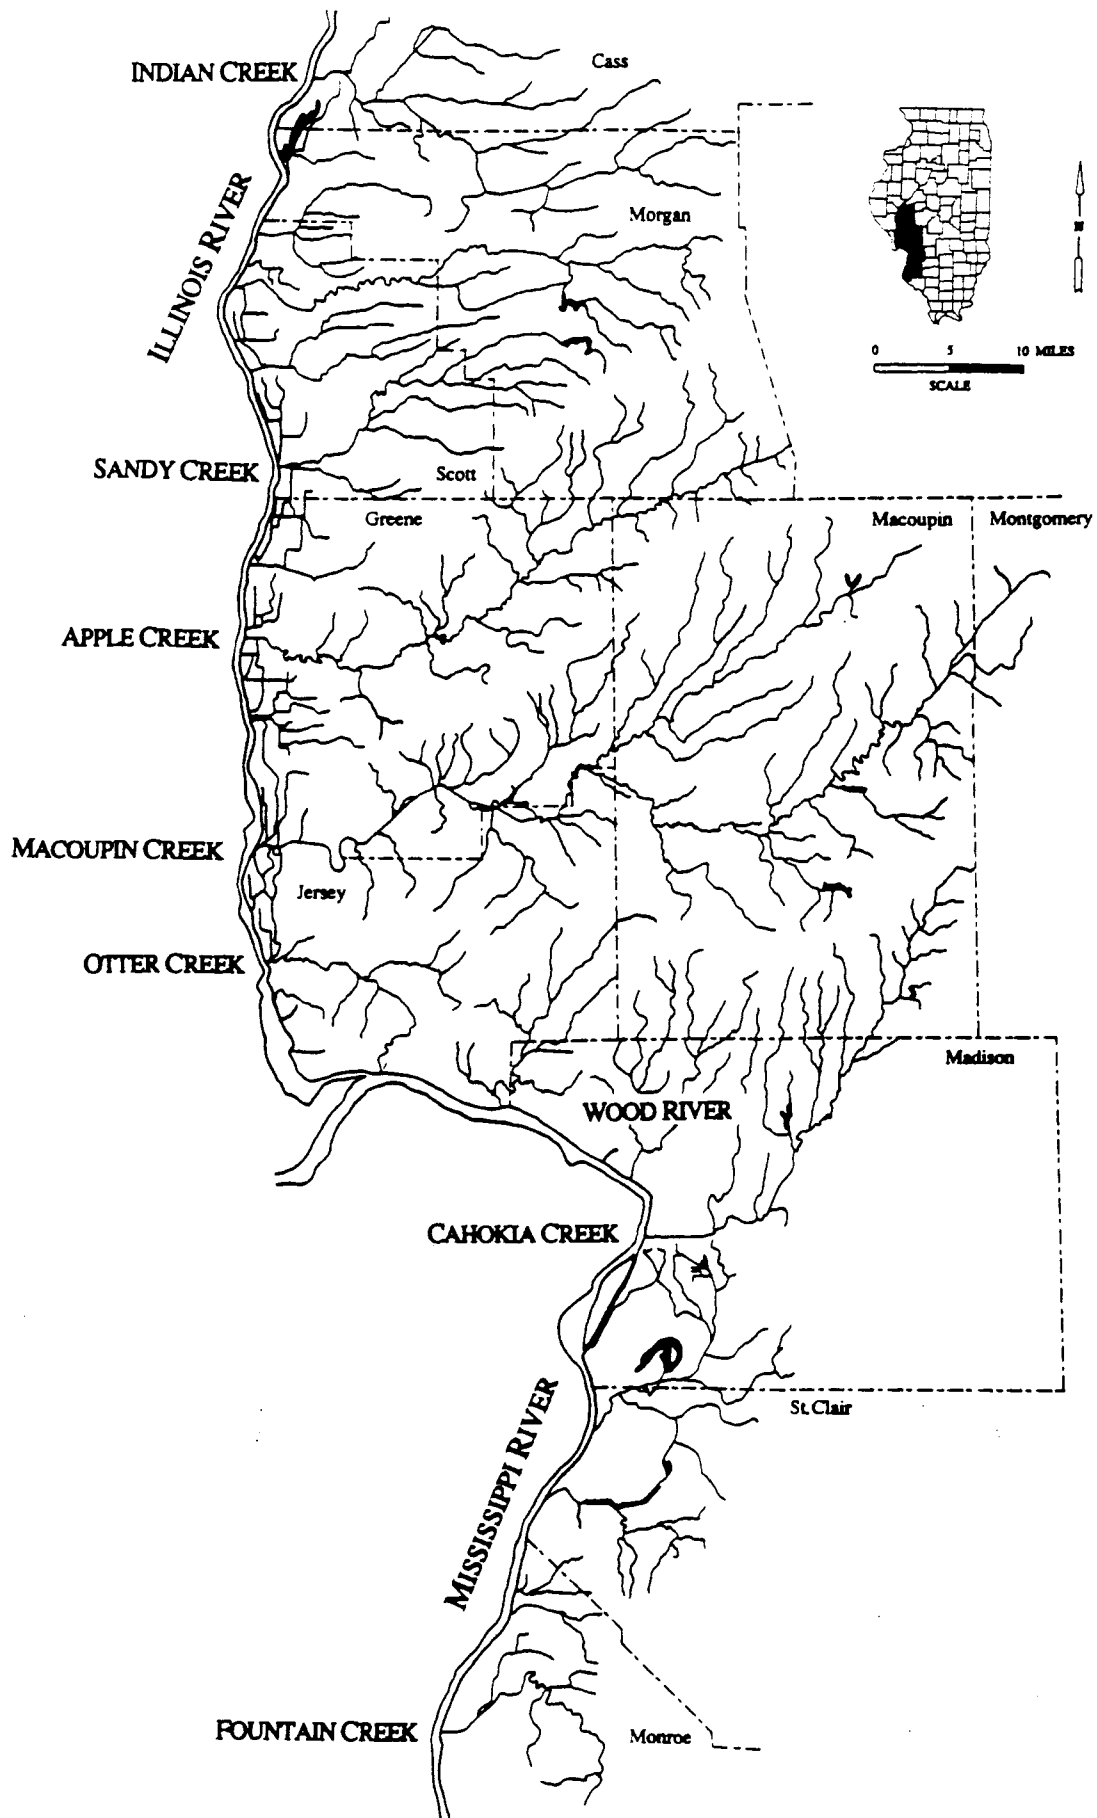 INDIAN CREEK
Cass
ILLINOIS RIVER
Morgan
N
0 5 10 MILES
SCALE
SANDY CREEK
Scott
Greene
Macoupin
Montgomery
APPLE CREEK
MACOUPIN CREEK
Jersey
OTTER CREEK
Madison
WOOD RIVER
CAHOKIA CREEK
MISSISSIPPI RIVER
St. Clair
FOUNTAIN CREEK
Monroe